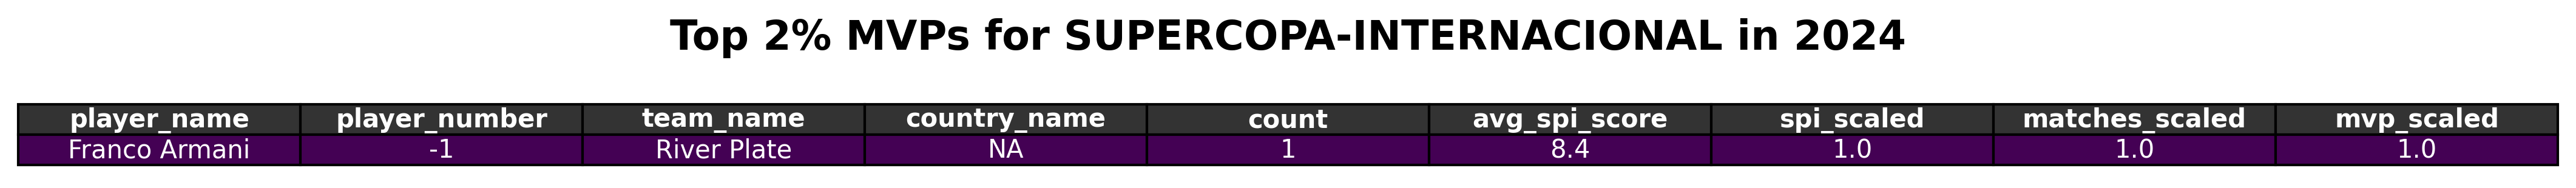 Top 2% MVPs for SUPERCOPA-INTERNACIONAL in 2024
player_name player_number team_name country_name count avg_spi_score spi_scaled matches_scaled mvp_scaled
Franco Armani -1 River Plate NA 1 8.4 1.0 1.0 1.0